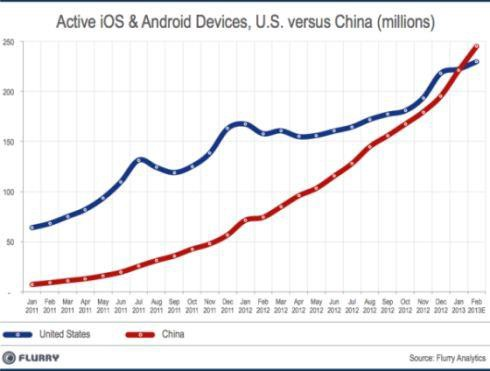 Active iOS & Android Devices, U.S. versus China (millions)
250
200
150
100
50
-
Jan Feb Mar Apr May Jun Jul Aug Sep Oct Nov Dec Jan Feb Mar Apr May Jun Jul Aug Sep Oct Nov Dec Jan Feb
2011 2011 2011 2011 2011 2011 2011 2011 2011 2011 2011 2011 2012 2012 2012 2012 2012 2012 2012 2012 2012 2012 2012 2012 2013 2013E
United States China
FLURRY Source: Flurry Analytics